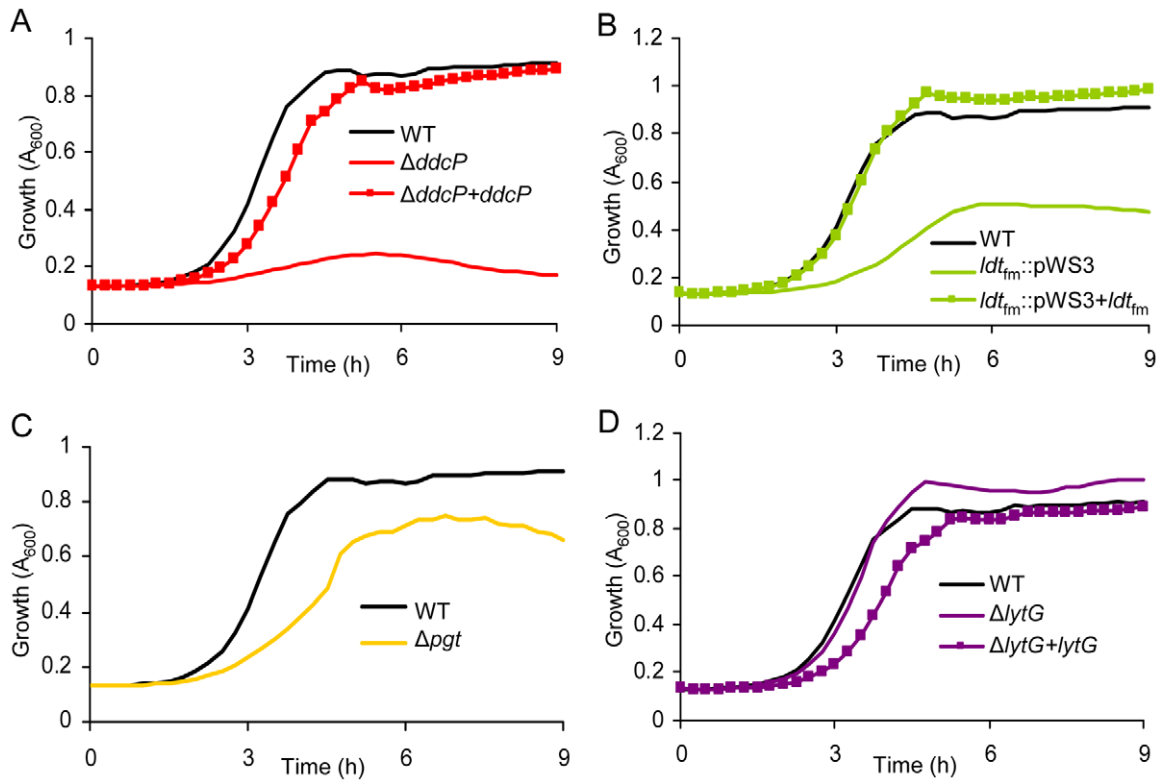 A
1
0.8
0.6
0.4
0.2
0
Growth (A600)
WT
ΔddcP
ΔddcP+ddcP
0 3 6 9
Time (h)
B
1.2
1
0.8
0.6
0.4
0.2
0
Growth (A600)
WT
ldtfm::pWS3
ldtfm::pWS3+ldtfm
0 3 6 9
Time (h)
C
1
0.8
0.6
0.4
0.2
0
Growth (A600)
WT
Δpgt
0 3 6 9
Time (h)
D
1.2
1
0.8
0.6
0.4
0.2
0
Growth (A600)
WT
ΔlytG
ΔlytG+lytG
0 3 6 9
Time (h)